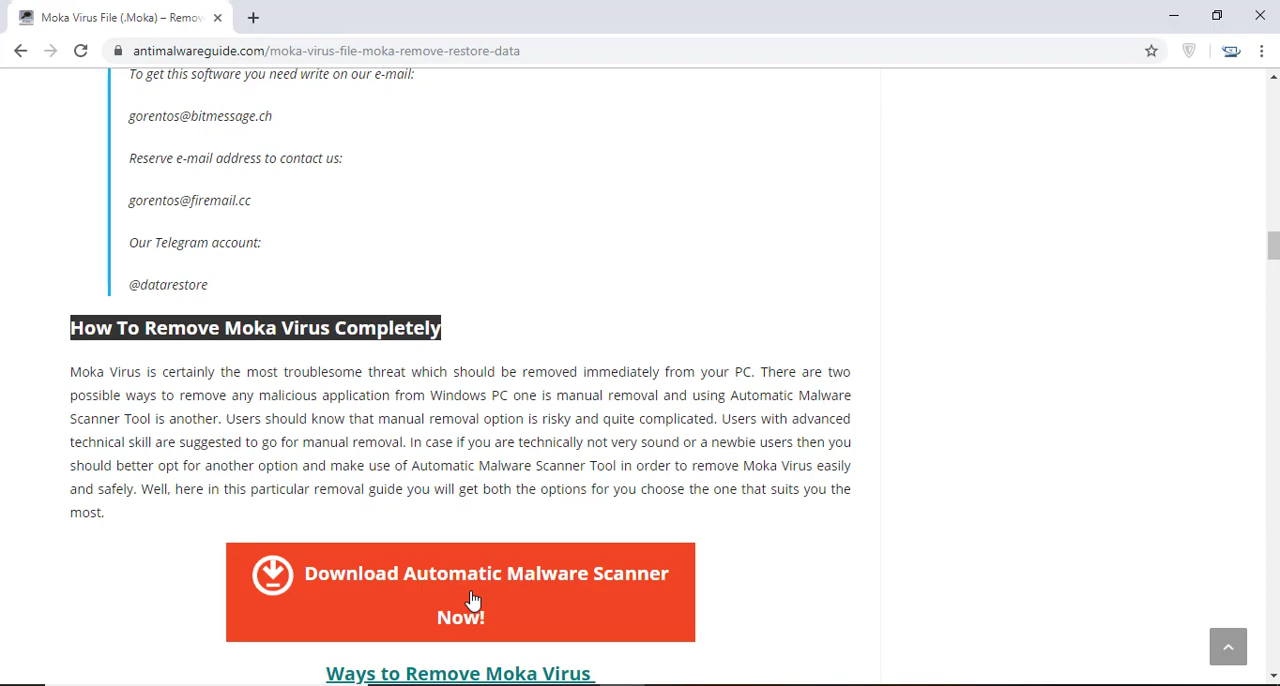 Moka Virus File (.Moka) – Remov
antimalwareguide.com/moka-virus-file-moka-remove-restore-data
To get this software you need write on our e-mail:
gorentos@bitmessage.ch
Reserve e-mail address to contact us:
gorentos@firemail.cc
Our Telegram account:
@datarestore
How To Remove Moka Virus Completely
Moka Virus is certainly the most troublesome threat which should be removed immediately from your PC. There are two
possible ways to remove any malicious application from Windows PC one is manual removal and using Automatic Malware
Scanner Tool is another. Users should know that manual removal option is risky and quite complicated. Users with advanced
technical skill are suggested to go for manual removal. In case if you are technically not very sound or a newbie users then you
should better opt for another option and make use of Automatic Malware Scanner Tool in order to remove Moka Virus easily
and safely. Well, here in this particular removal guide you will get both the options for you choose the one that suits you the
most.
Download Automatic Malware Scanner
Now!
Ways to Remove Moka Virus